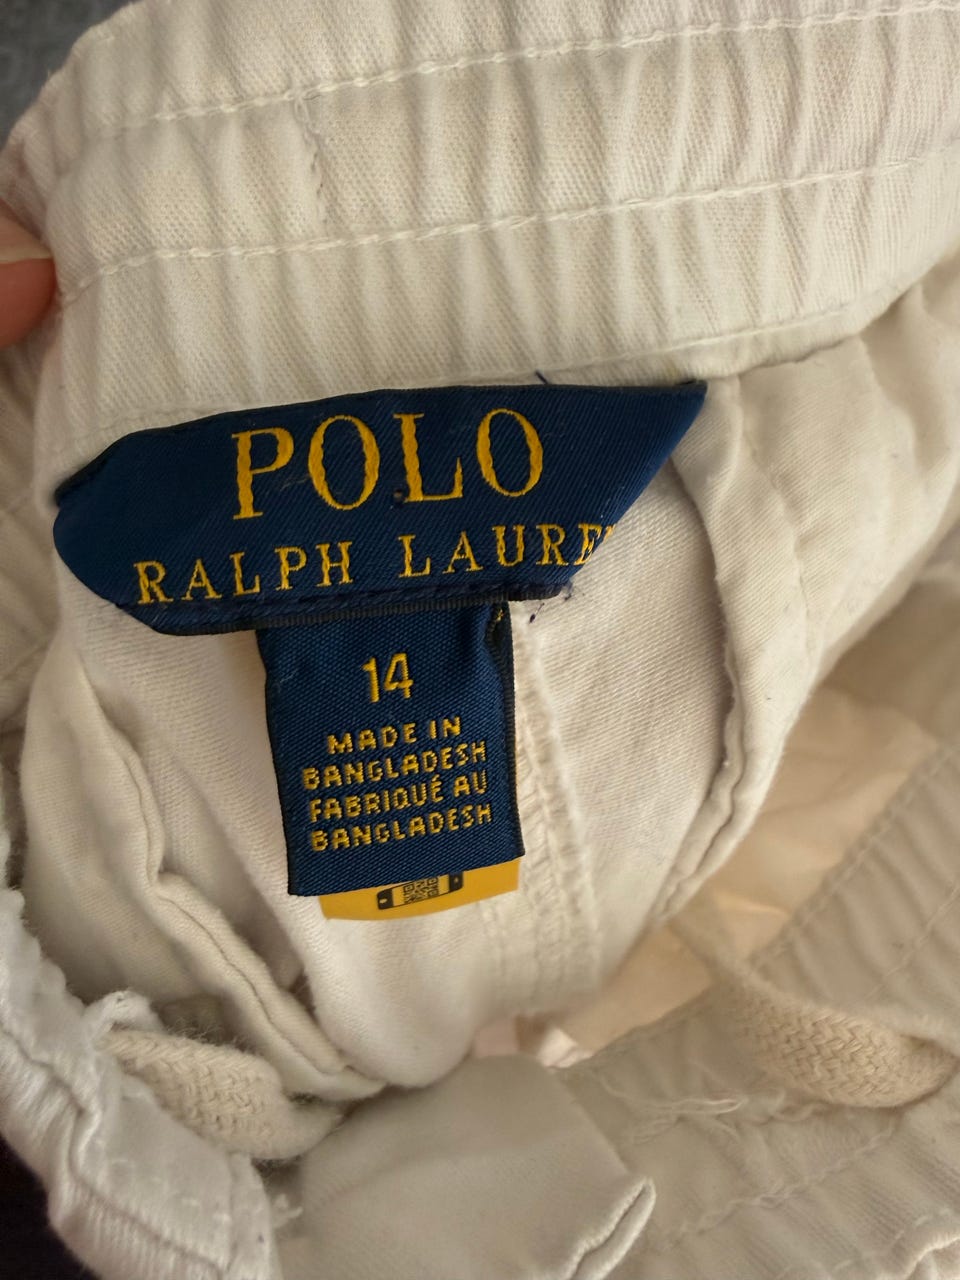 POLO
RALPH LAURE
14
MADE IN
BANGLADESH
FABRIQUÉ AU
BANGLADESH